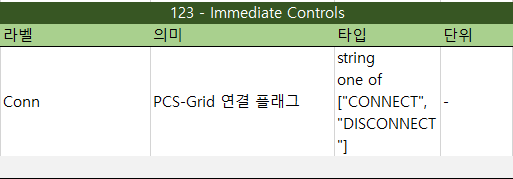 123 - Immediate Controls
라벨 의미 타입 단위
string
one of
Conn PCS-Grid 연결 플래그 ["CONNECT", -
"DISCONNECT
"]